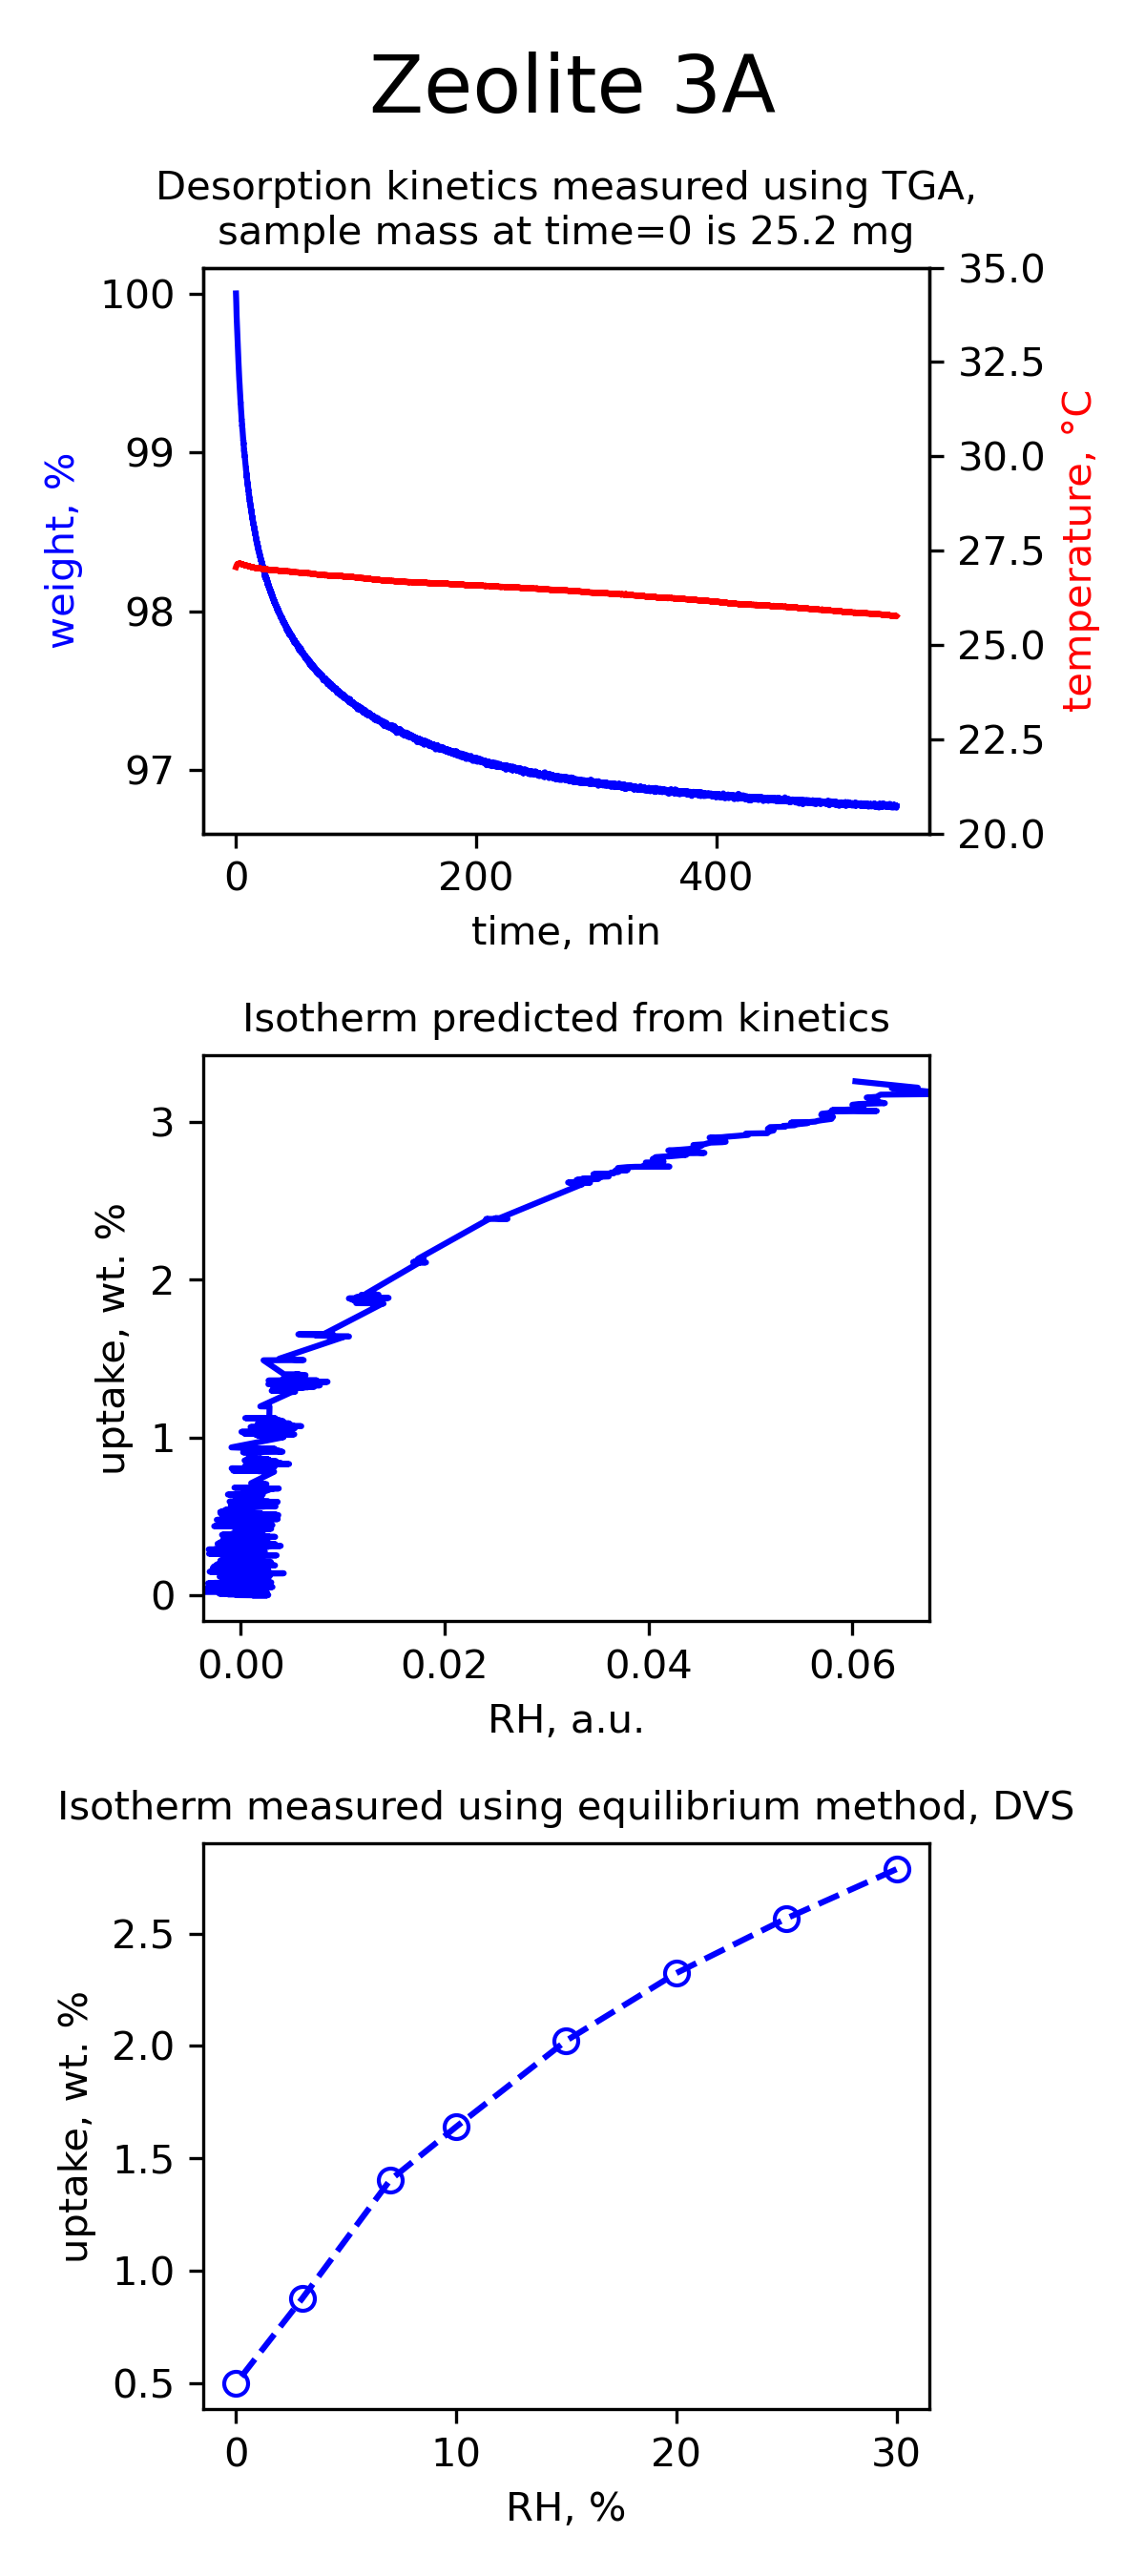 Zeolite 3A
Desorption kinetics measured using TGA,
sample mass at time=0 is 25.2 mg
100
99
98
97
weight, %
35.0
32.5
30.0
27.5
25.0
22.5
20.0
temperature, °C
0 200 400
time, min
Isotherm predicted from kinetics
3
2
1
0
uptake, wt. %
0.00 0.02 0.04 0.06
RH, a.u.
Isotherm measured using equilibrium method, DVS
2.5
2.0
1.5
1.0
0.5
uptake, wt. %
0 10 20 30
RH, %